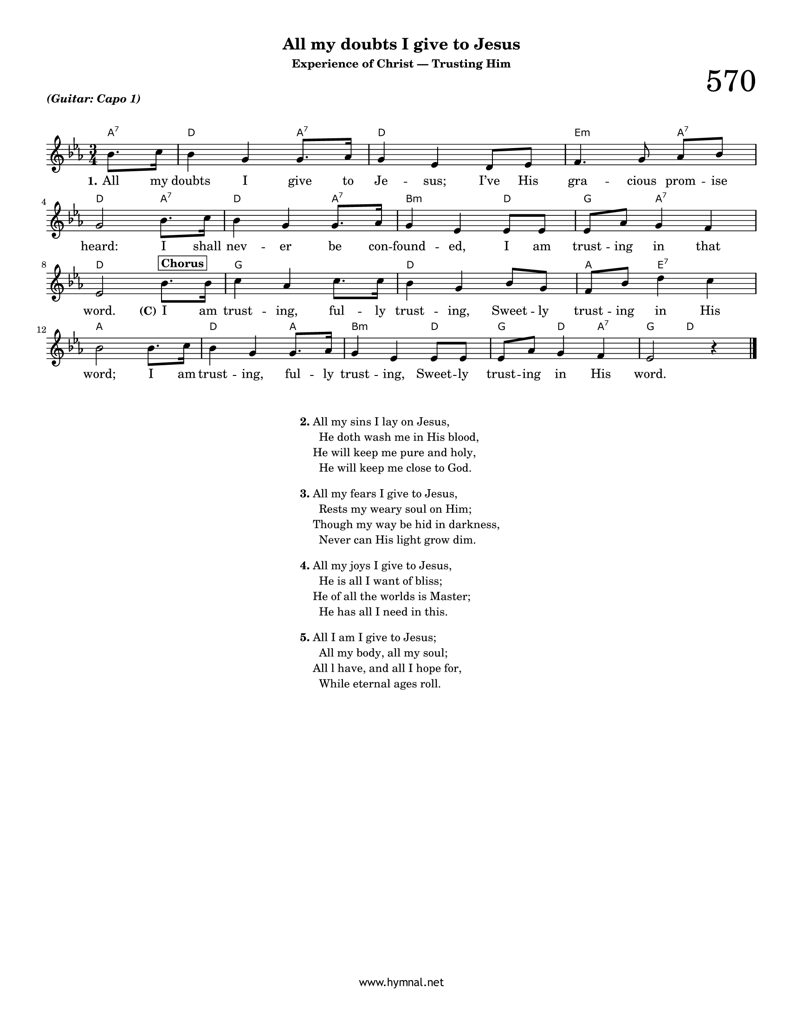 All my doubts I give to Jesus
Experience of Christ — Trusting Him
570
(Guitar: Capo 1)
A7 D A7 D Em A7
1. All my doubts I give to Je - sus; I've His gra - cious prom - ise
4 D A7 D A7 Bm D G A7
heard: I shall nev - er be con-found - ed, I am trust - ing in that
8 D Chorus G D A E7
word. (C) I am trust - ing, ful - ly trust - ing, Sweet - ly trust - ing in His
12 A D A Bm D G D A7 G D
word; I am trust - ing, ful - ly trust - ing, Sweet-ly trust-ing in His word.
2. All my sins I lay on Jesus,
He doth wash me in His blood,
He will keep me pure and holy,
He will keep me close to God.
3. All my fears I give to Jesus,
Rests my weary soul on Him;
Though my way be hid in darkness,
Never can His light grow dim.
4. All my joys I give to Jesus,
He is all I want of bliss;
He of all the worlds is Master;
He has all I need in this.
5. All I am I give to Jesus;
All my body, all my soul;
All l have, and all I hope for,
While eternal ages roll.
www.hymnal.net